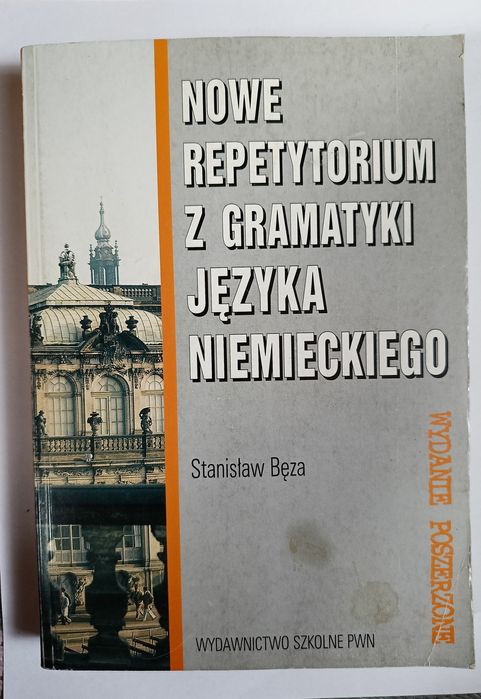 NOWE
REPETYTORIUM
Z GRAMATYKI
JĘZYKA
NIEMIECKIEGO
Stanisław Bęza
WYDANIE POSZERZONE
WYDAWNICTWO SZKOLNE PWN